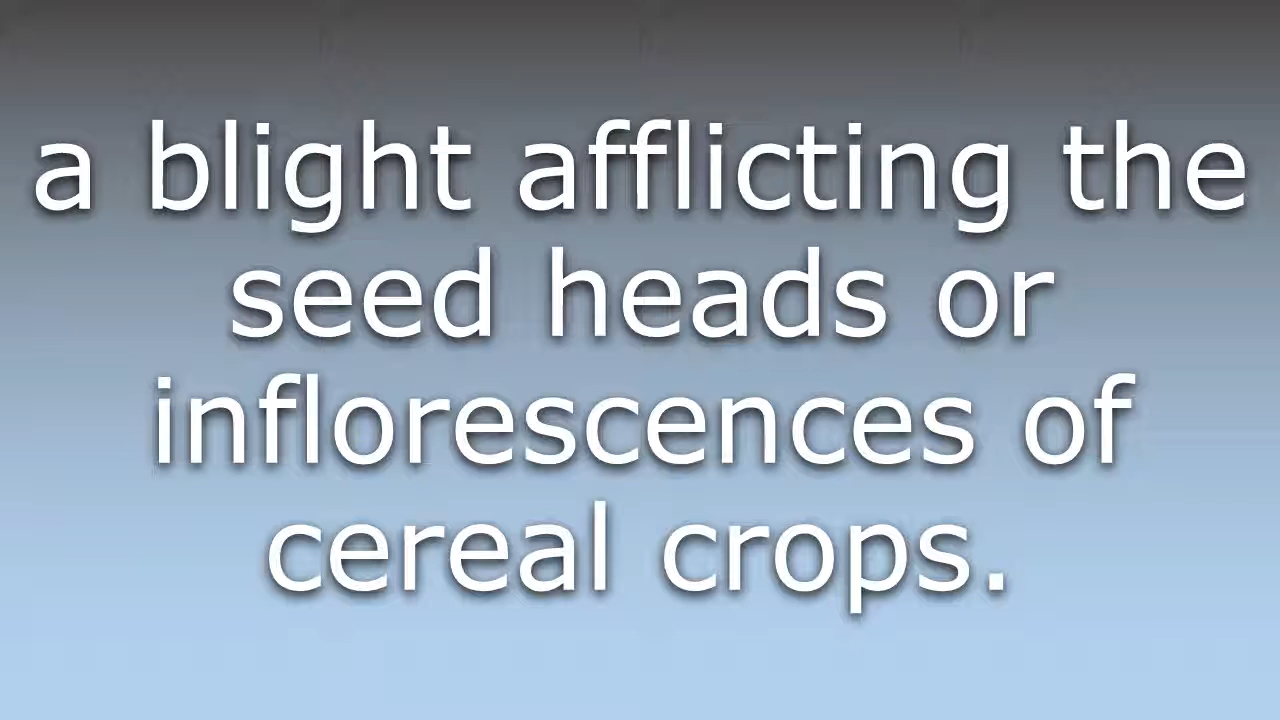 a blight afflicting the
seed heads or
inflorescences of
cereal crops.